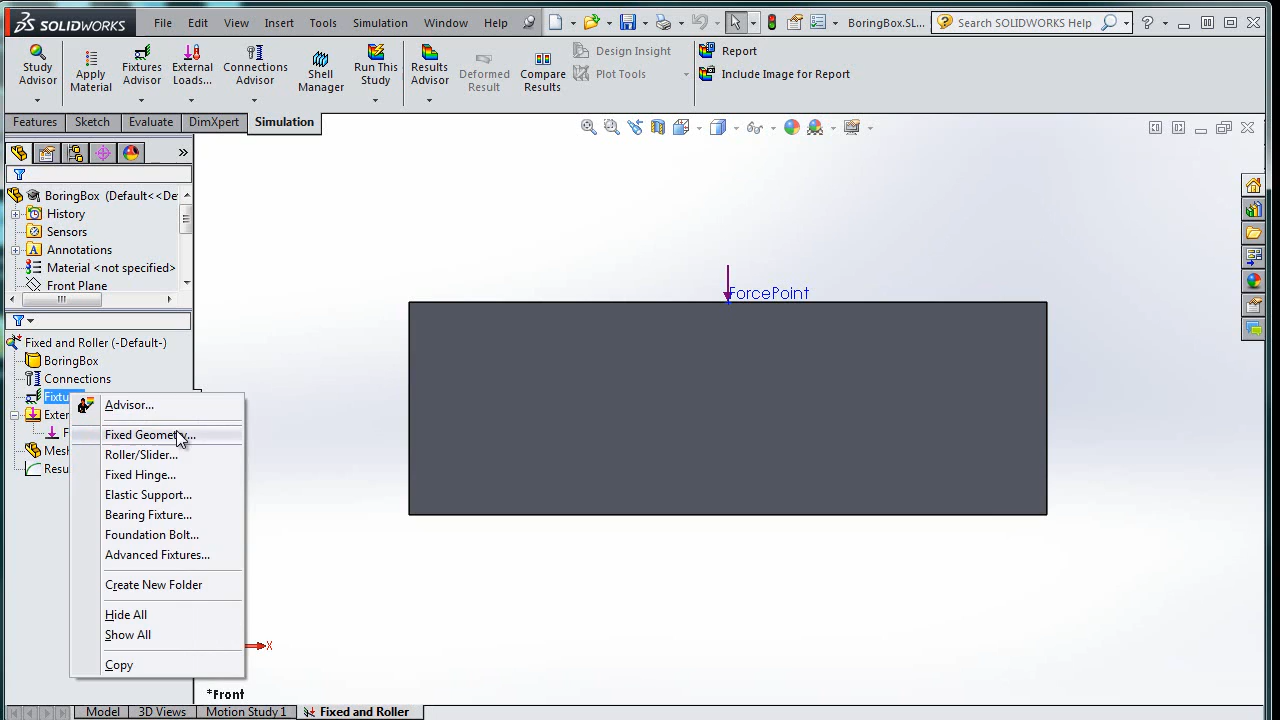 SOLIDWORKS File Edit View Insert Tools Simulation Window Help BoringBox.SL... Search SOLIDWORKS Help
Study Advisor
Apply Material
Fixtures Advisor
External Loads...
Connections Advisor
Shell Manager
Run This Study
Results Advisor
Deformed Result
Compare Results
Design Insight
Plot Tools
Report
Include Image for Report
Features Sketch Evaluate DimXpert Simulation
BoringBox (Default<<De
History
Sensors
Annotations
Material <not specified>
Front Plane
Fixed and Roller (-Default-)
BoringBox
Connections
Fixtu
Exter
F
Mesh
Resu
Advisor...
Fixed Geometry...
Roller/Slider...
Fixed Hinge...
Elastic Support...
Bearing Fixture...
Foundation Bolt...
Advanced Fixtures...
Create New Folder
Hide All
Show All
Copy
ForcePoint
X
*Front
Model 3D Views Motion Study 1 Fixed and Roller